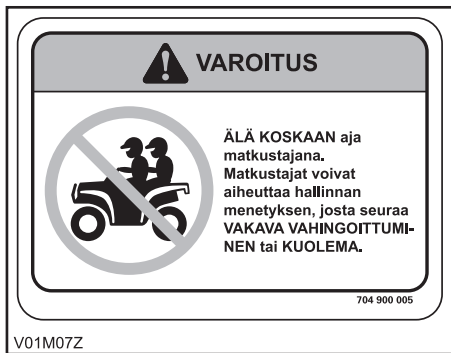 VAROITUS
ÄLÄ KOSKAAN aja
matkustajana.
Matkustajat voivat
aiheuttaa hallinnan
menetyksen, josta seuraa
VAKAVA VAHINGOITTUMI-
NEN tai KUOLEMA.
704 900 005
V01M07Z